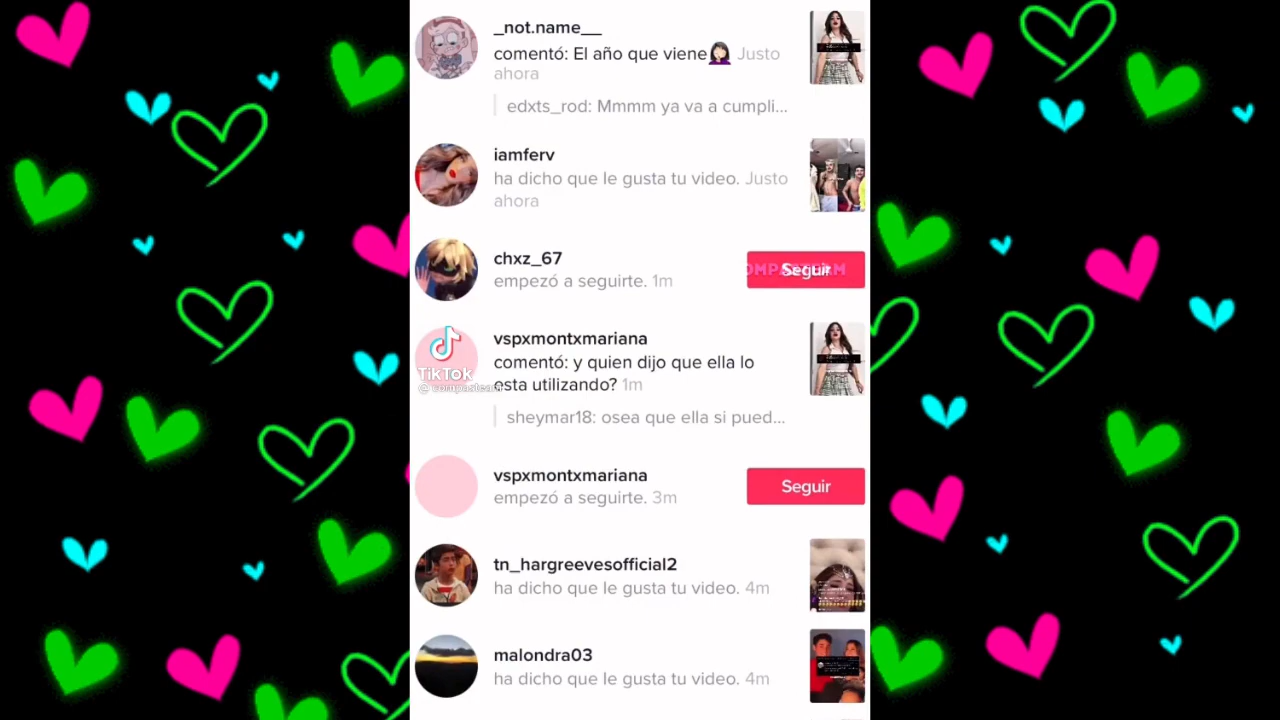 _not.name__
comentó: El año que viene🤦🏻‍♀️ Justo
ahora
edxts_rod: Mmmm ya va a cumpli...
iamferv
ha dicho que le gusta tu video. Justo
ahora
chxz_67
empezó a seguirte. 1m
Seguir
vspxmontxmariana
comentó: y quien dijo que ella lo
esta utilizando? 1m
TikTok
@compasteam
sheymar18: osea que ella si pued...
vspxmontxmariana
empezó a seguirte. 3m
Seguir
tn_hargreevesofficial2
ha dicho que le gusta tu video. 4m
malondra03
ha dicho que le gusta tu video. 4m